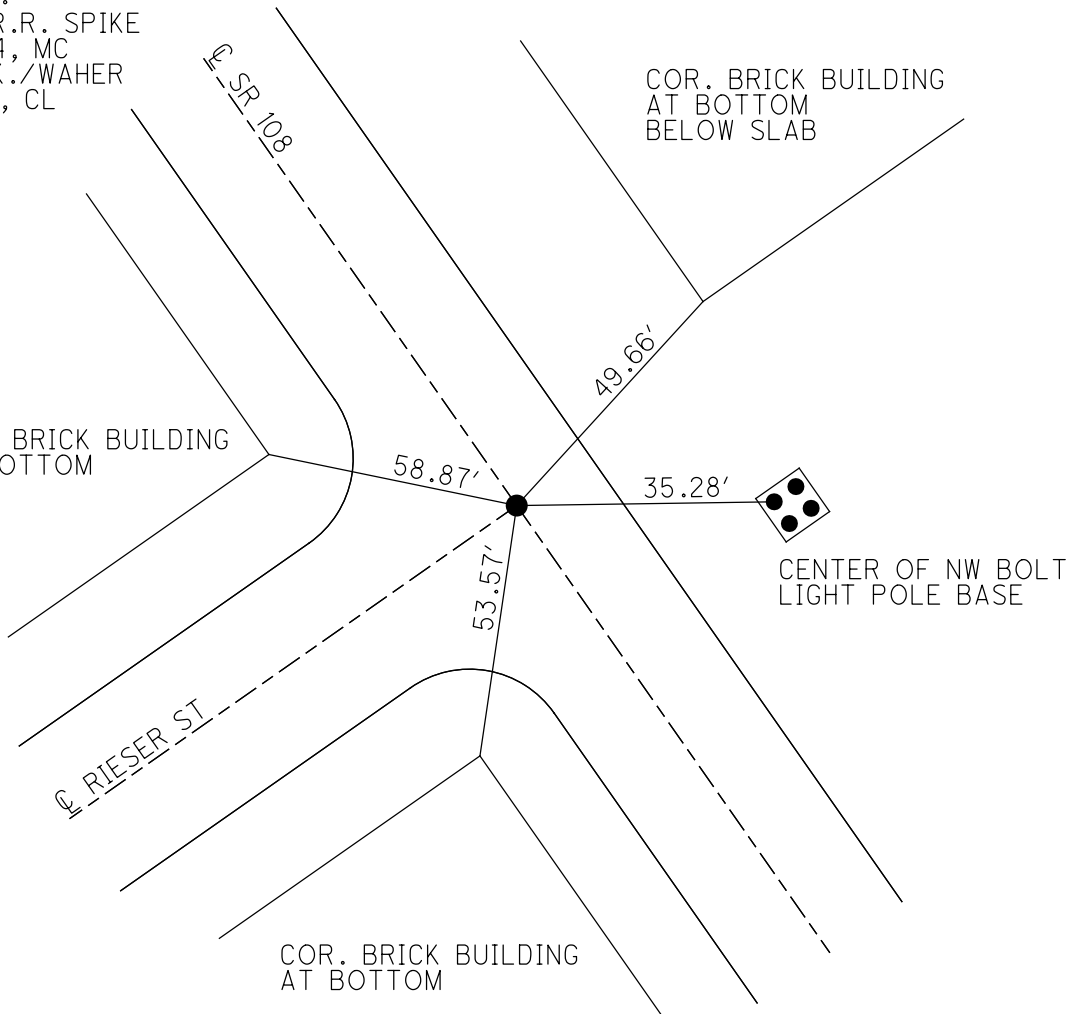 R.R. SPIKE
, MC
./WAHER
, CL
℄ SR 108
COR. BRICK BUILDING
AT BOTTOM
BELOW SLAB
49.66'
BRICK BUILDING
OTTOM
58.87'
35.28'
53.57'
CENTER OF NW BOLT
LIGHT POLE BASE
℄ RIESER ST
COR. BRICK BUILDING
AT BOTTOM